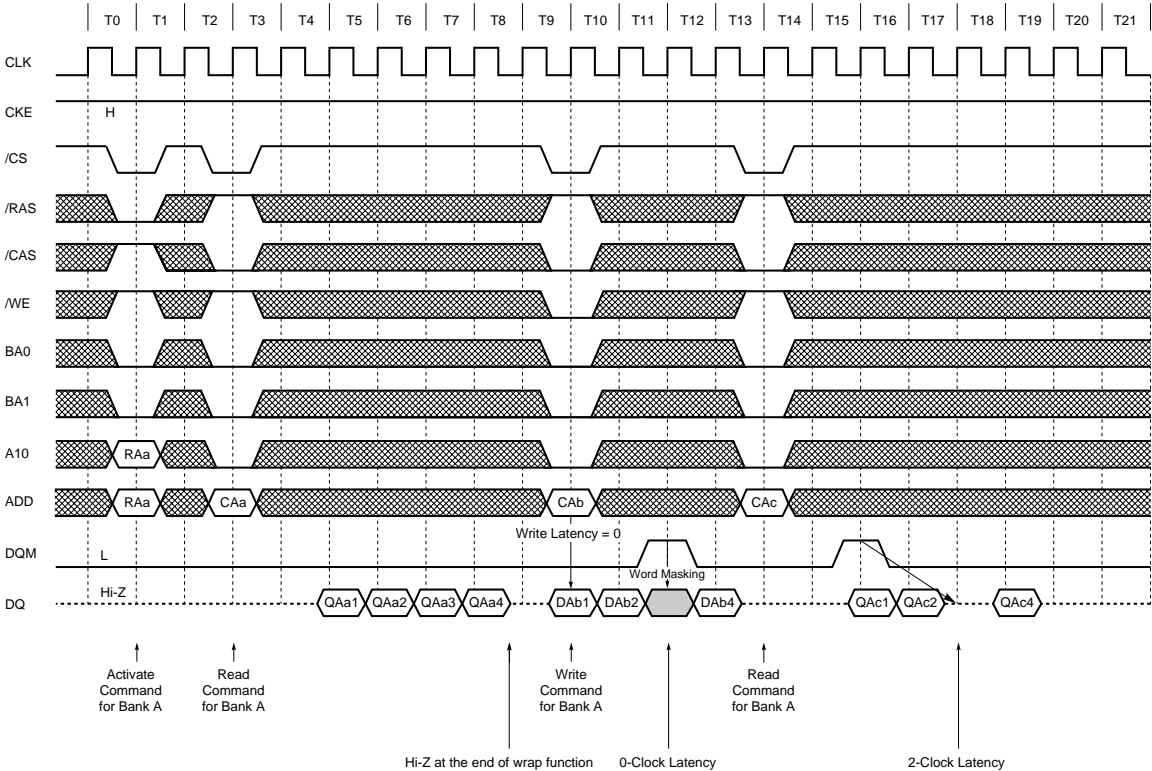 T0 T1 T2 T3 T4 T5 T6 T7 T8 T9 T10 T11 T12 T13 T14 T15 T16 T17 T18 T19 T20 T21
CLK
CKE H
/CS
/RAS
/CAS
/WE
BA0
BA1
A10 RAa
ADD RAa CAa CAb CAc
Write Latency = 0
DQM L
Word Masking
Hi-Z
DQ QAa1 QAa2 QAa3 QAa4 DAb1 DAb2 DAb4 QAc1 QAc2 QAc4
Activate Command for Bank A
Read Command for Bank A
Write Command for Bank A
Read Command for Bank A
Hi-Z at the end of wrap function 0-Clock Latency 2-Clock Latency